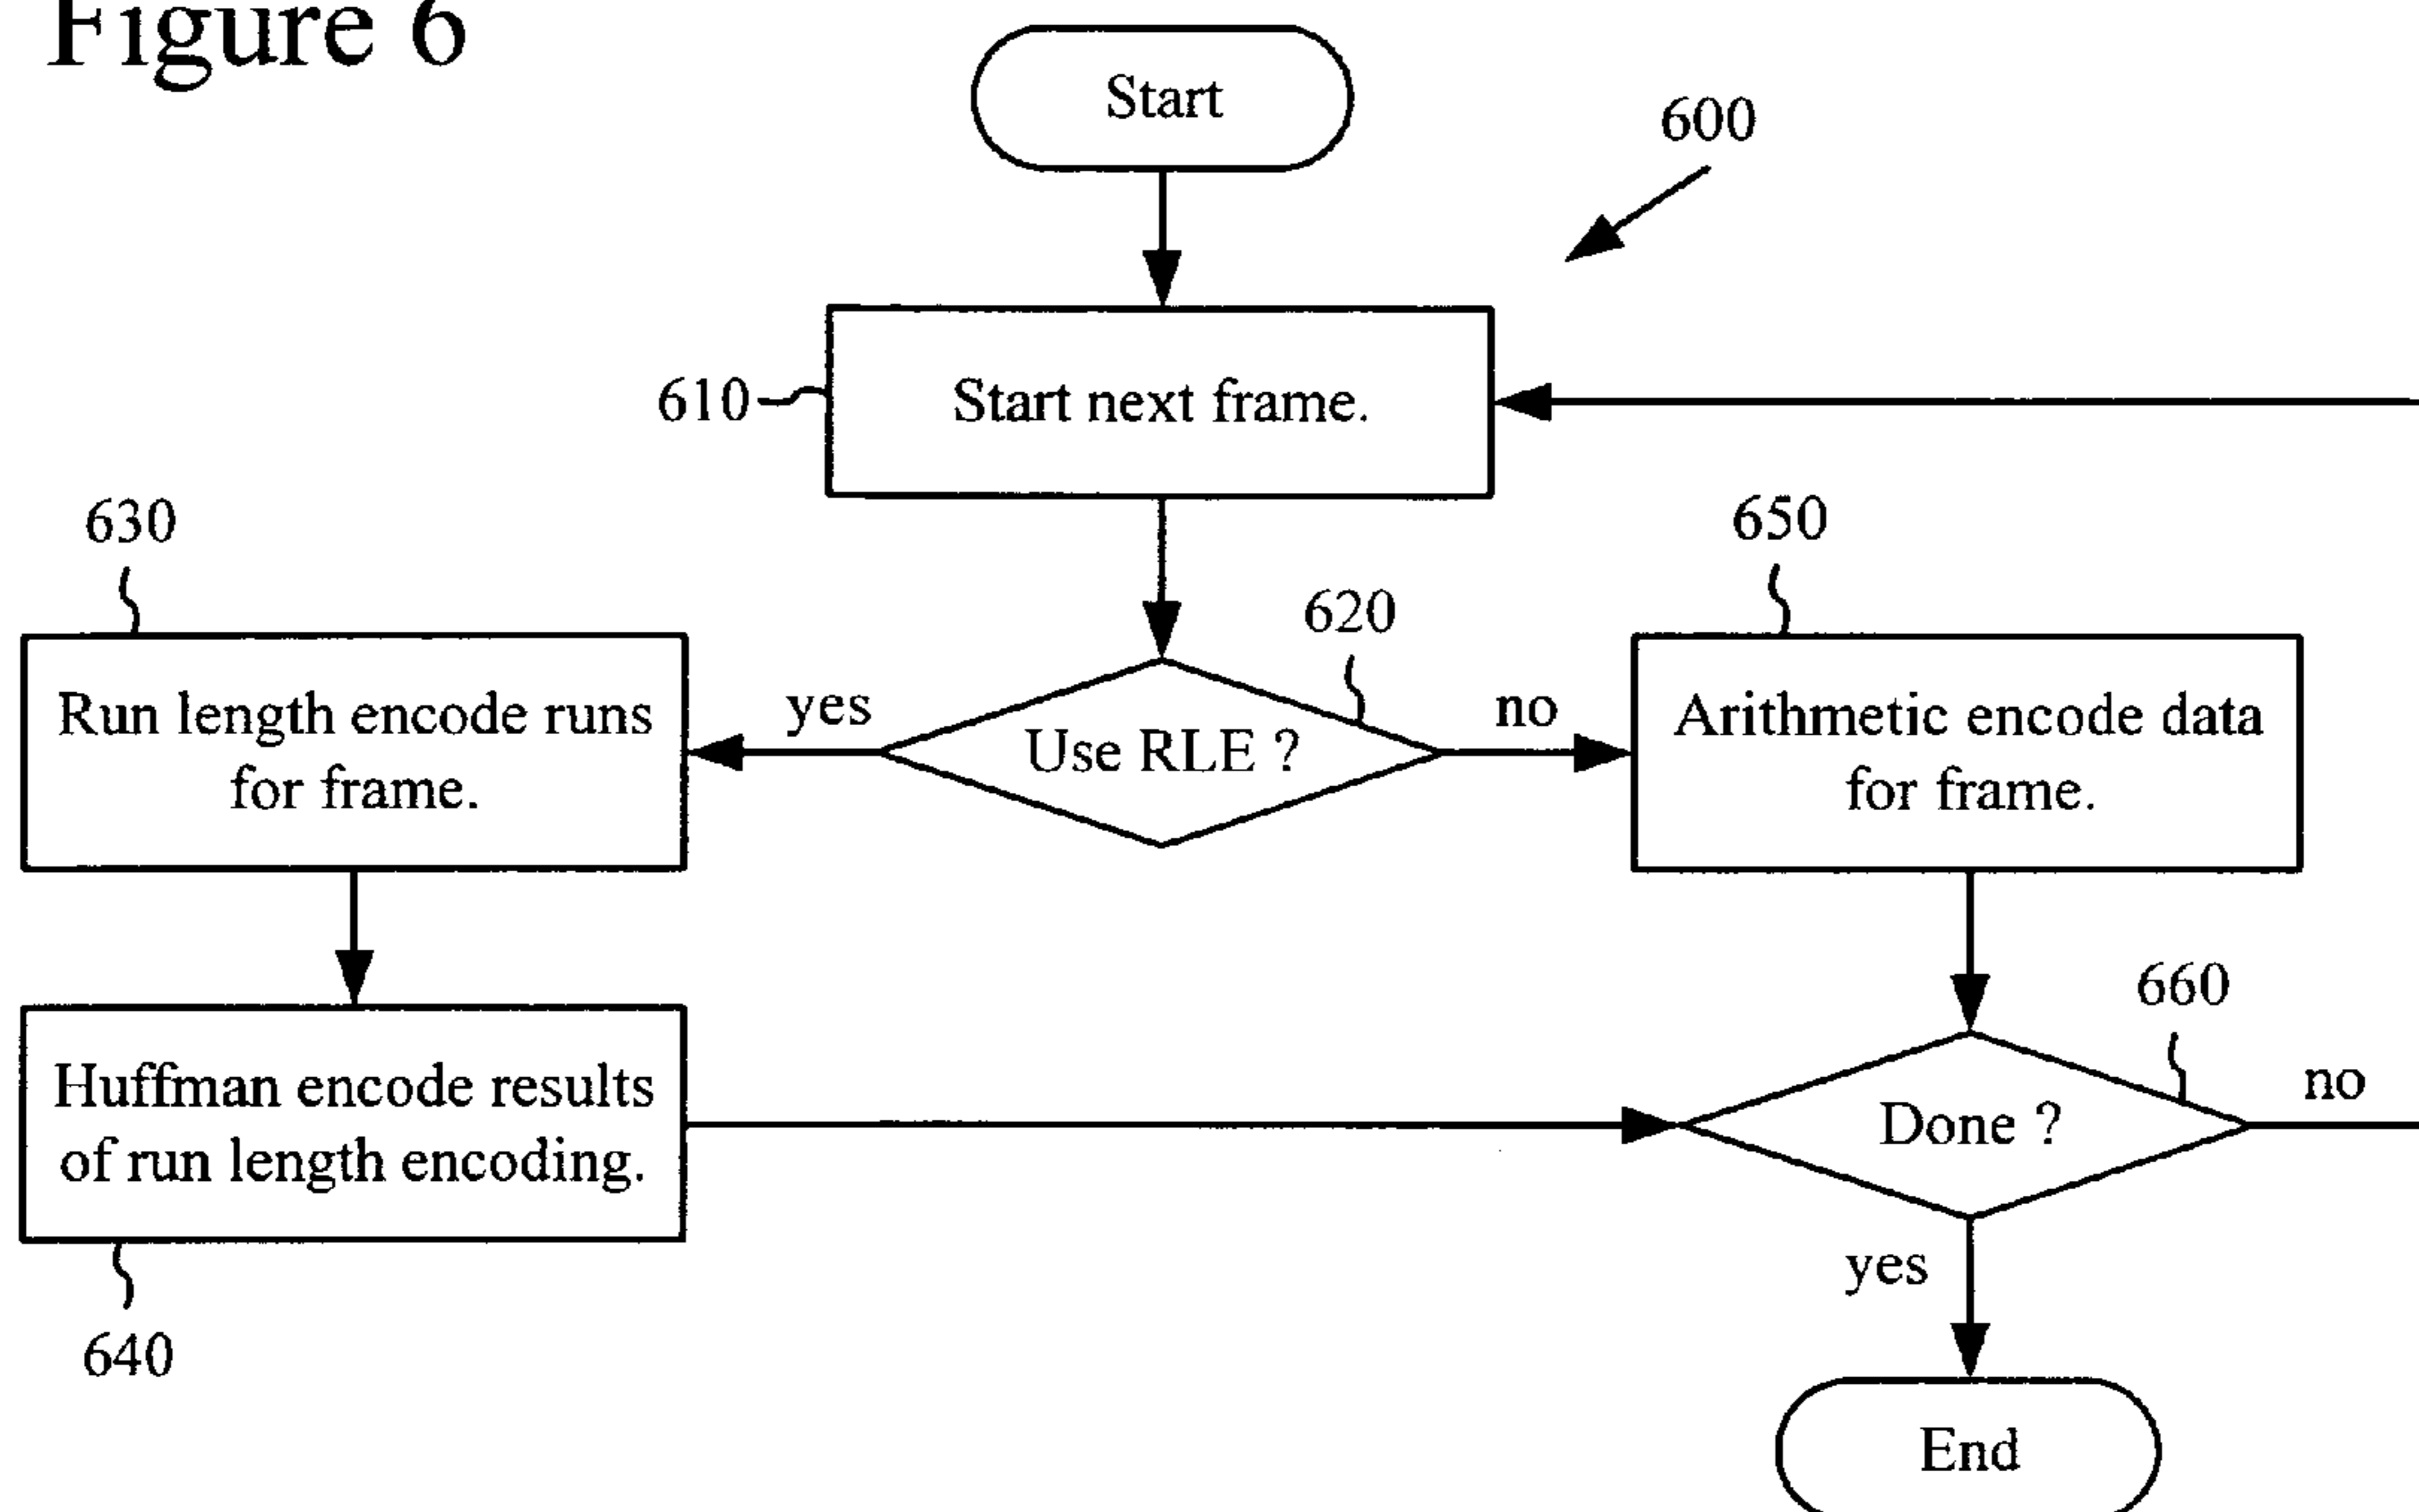 Figure 6
Start
600
610
Start next frame.
630
650
620
Run length encode runs
for frame.
yes
Use RLE ?
no
Arithmetic encode data
for frame.
660
Huffman encode results
of run length encoding.
Done ?
no
yes
640
End